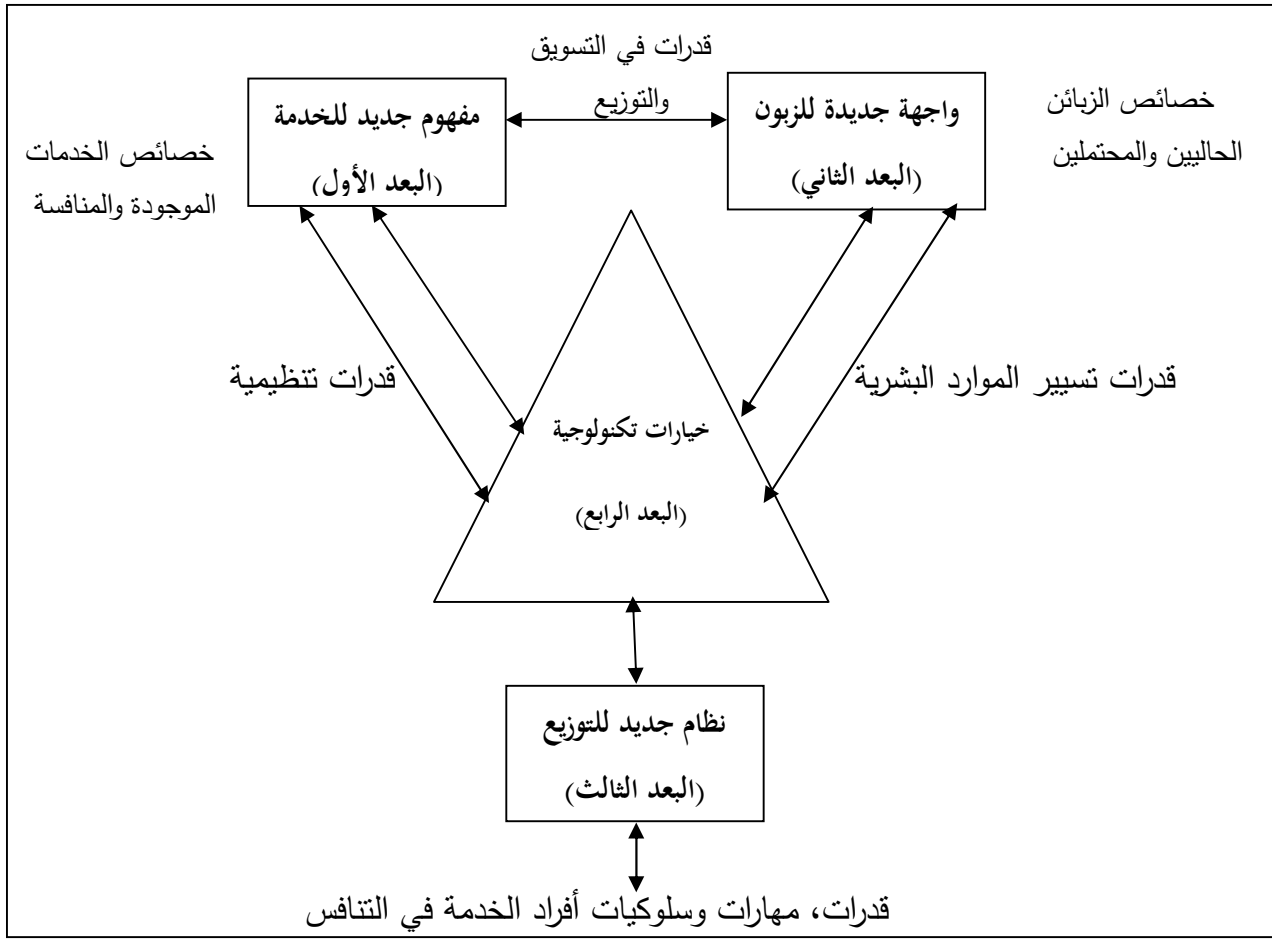 قدرات في التسويق
والتوزيع
مفهوم جديد للخدمة
(البعد الأول)
واجهة جديدة للزبون
(البعد الثاني)
خصائص الزبائن
الحاليين والمحتملين
خصائص الخدمات
الموجودة والمنافسة
قدرات تنظيمية
قدرات تسيير الموارد البشرية
خيارات تكنولوجية
(البعد الرابع)
نظام جديد للتوزيع
(البعد الثالث)
قدرات، مهارات وسلوكيات أفراد الخدمة في التنافس